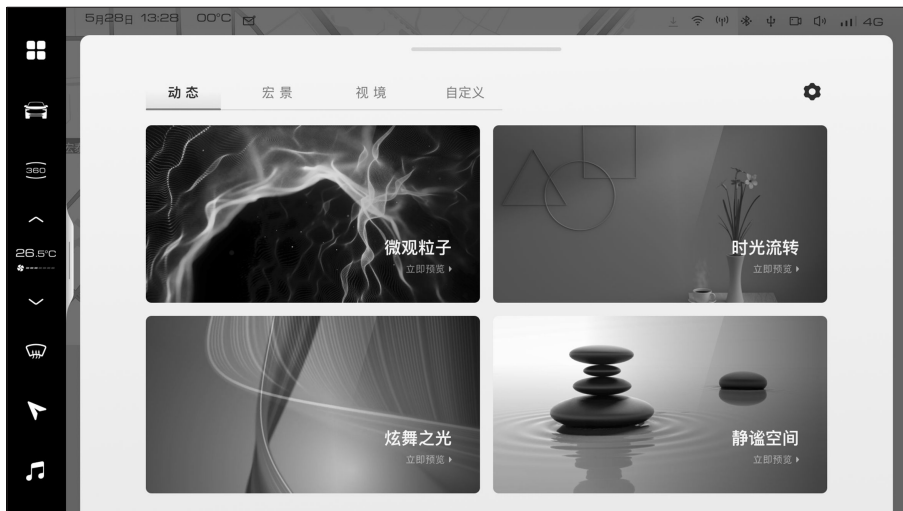 5月28日 13:28 00°C
4G
动态 宏景 视境 自定义
360
26.5°C
微观粒子
立即预览
时光流转
立即预览
炫舞之光
立即预览
静谧空间
立即预览